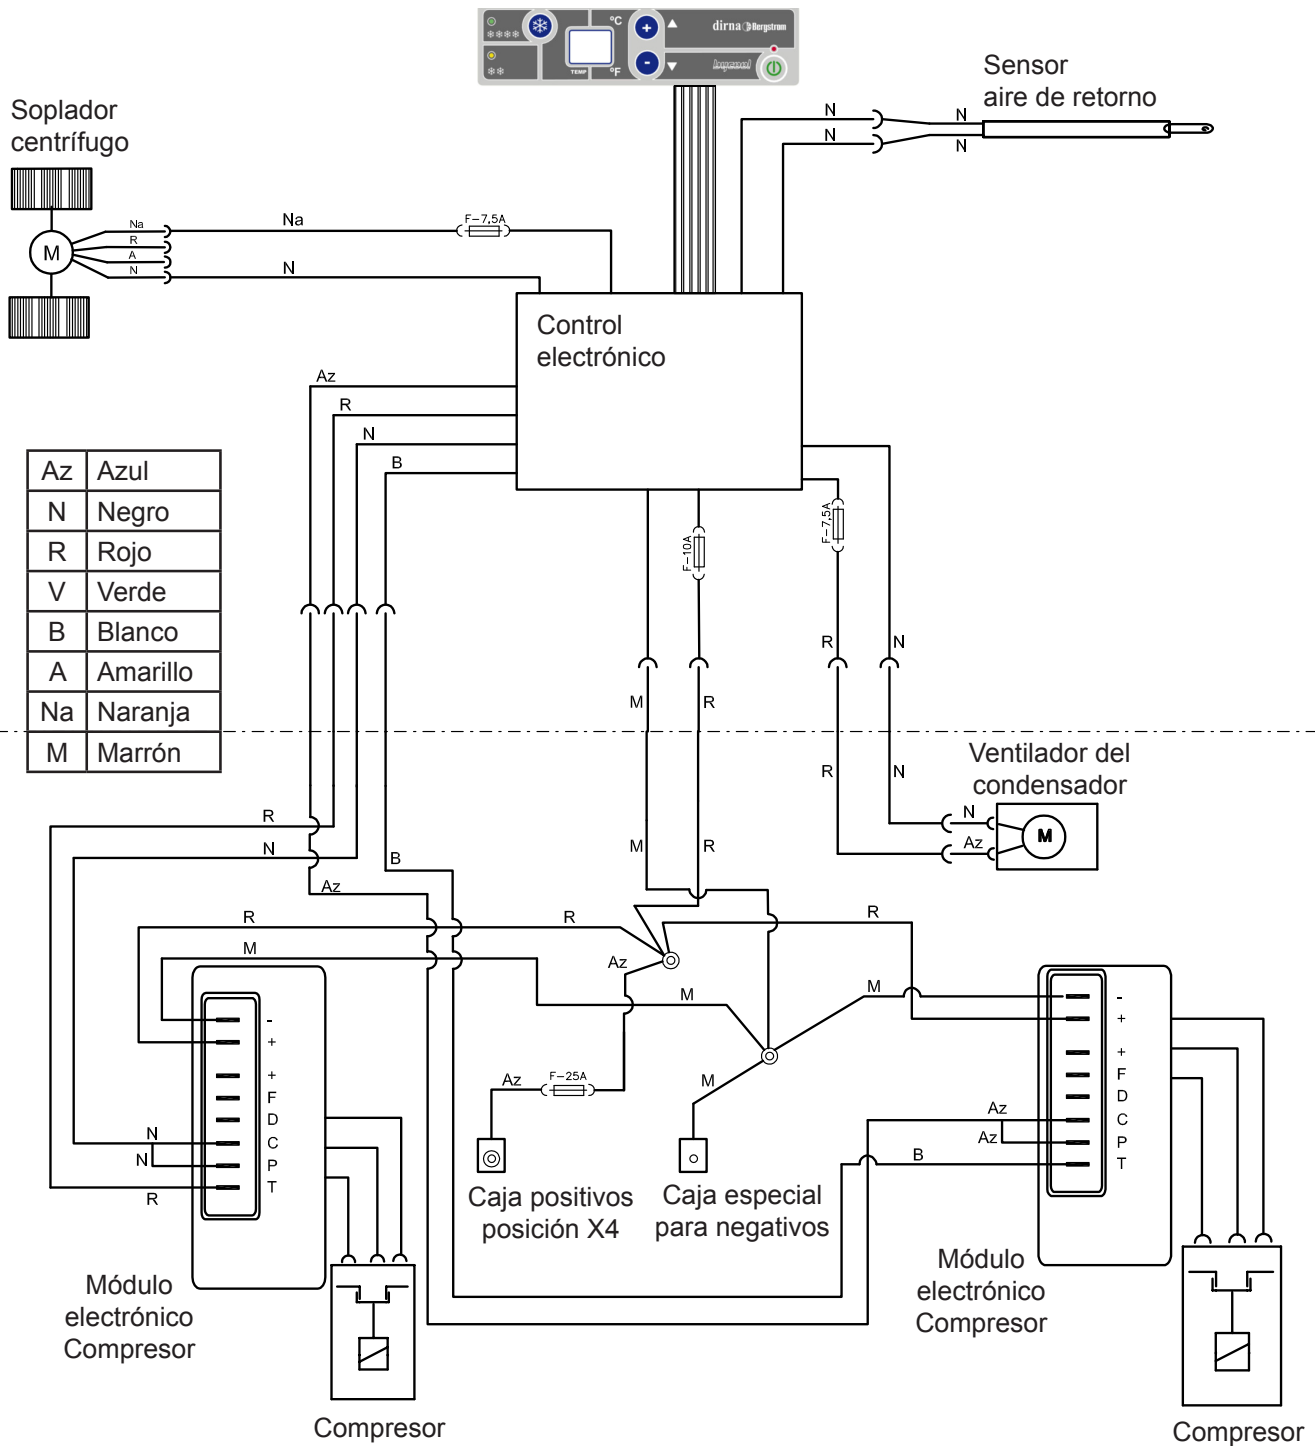 °C
dirna Bergstrom
+
-
TEMP
°F
bycool
Sensor
aire de retorno
Soplador
centrífugo
N
N
N
N
Na
R
A
N
M
Na
F-7,5A
N
Control
electrónico
Az
R
N
B
Az Azul
N Negro
R Rojo
V Verde
B Blanco
A Amarillo
Na Naranja
M Marrón
F-10A
F-7,5A
R
N
M
R
Ventilador del
condensador
R
N
N
Az
M
R
N
M
R
B
Az
R
R
R
M
Az
M
M
-
+
+
F
D
C
P
T
N
N
R
Az
F-25A
M
-
+
+
F
D
C
P
T
Az
Az
B
Caja positivos
posición X4
Caja especial
para negativos
Módulo
electrónico
Compresor
Módulo
electrónico
Compresor
Compresor
Compresor